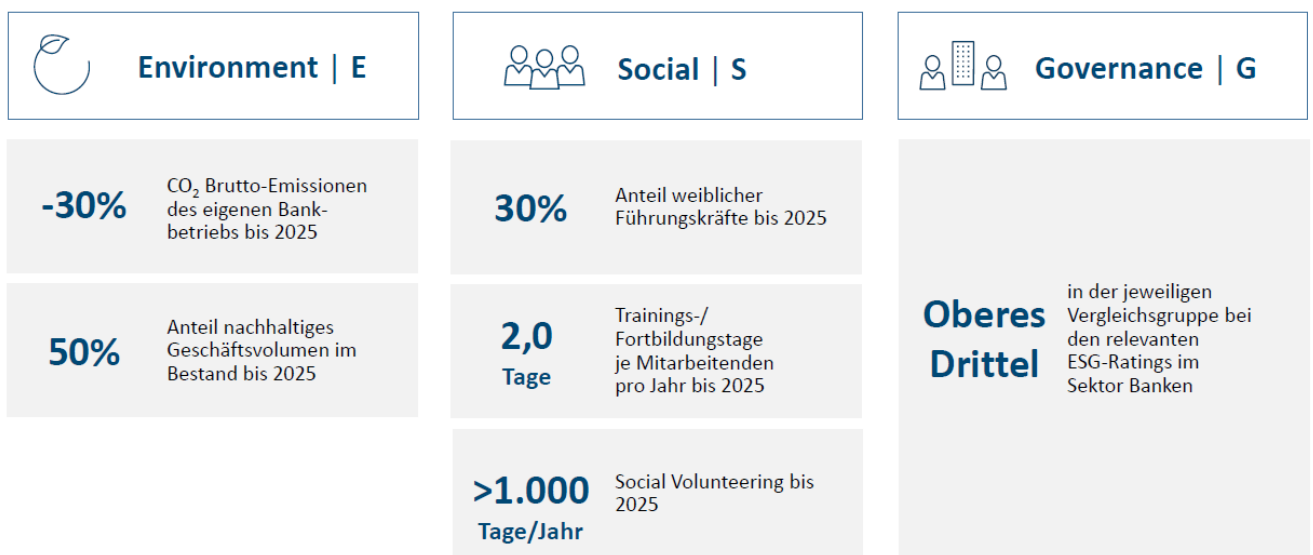 Environment | E
-30%
CO₂ Brutto-Emissionen
des eigenen Bank-
betriebs bis 2025
50%
Anteil nachhaltiges
Geschäftsvolumen im
Bestand bis 2025
Social | S
30%
Anteil weiblicher
Führungskräfte bis 2025
2,0
Tage
Trainings-/
Fortbildungstage
je Mitarbeitenden
pro Jahr bis 2025
>1.000
Tage/Jahr
Social Volunteering bis
2025
Governance | G
Oberes
Drittel
in der jeweiligen
Vergleichsgruppe bei
den relevanten
ESG-Ratings im
Sektor Banken